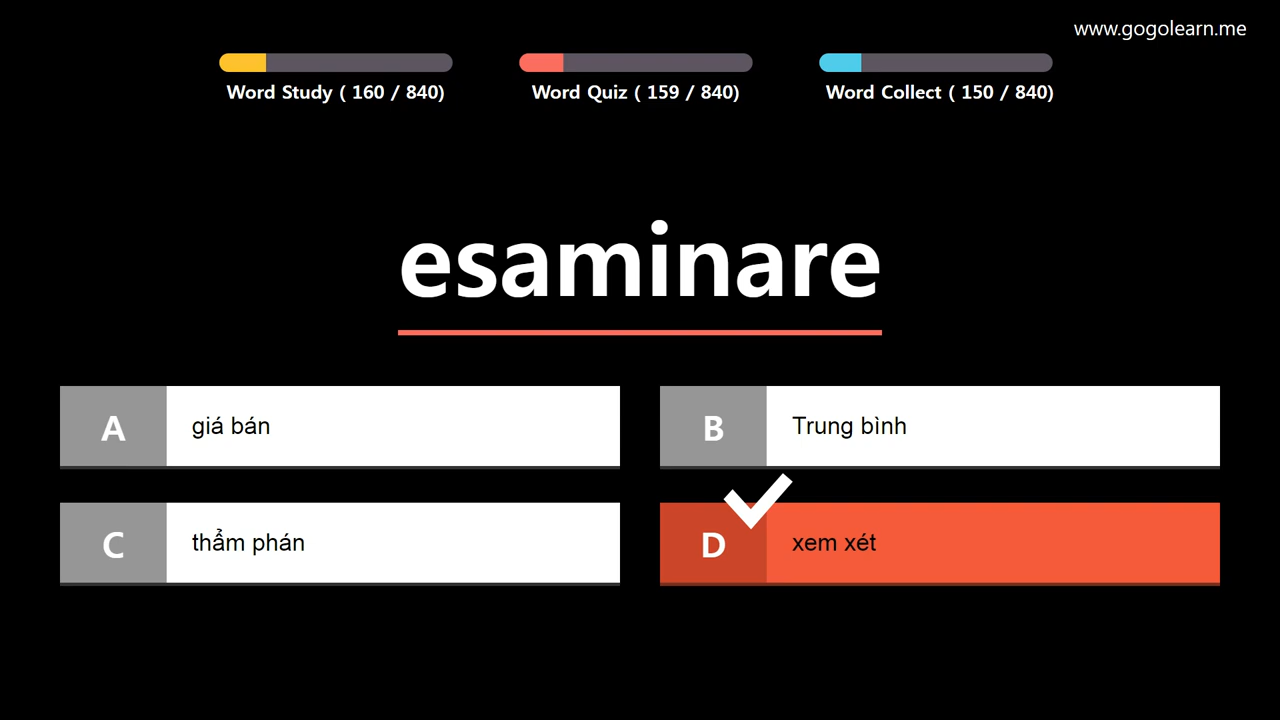 www.gogolearn.me
Word Study ( 160 / 840)
Word Quiz ( 159 / 840)
Word Collect ( 150 / 840)
esaminare
A
giá bán
B
Trung bình
C
thẩm phán
D
xem xét